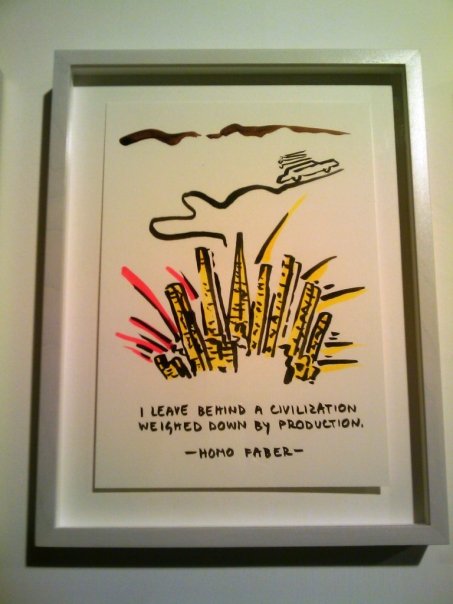 I LEAVE BEHIND A CIVILIZATION
WEIGHED DOWN BY PRODUCTION.
—HOMO FABER—